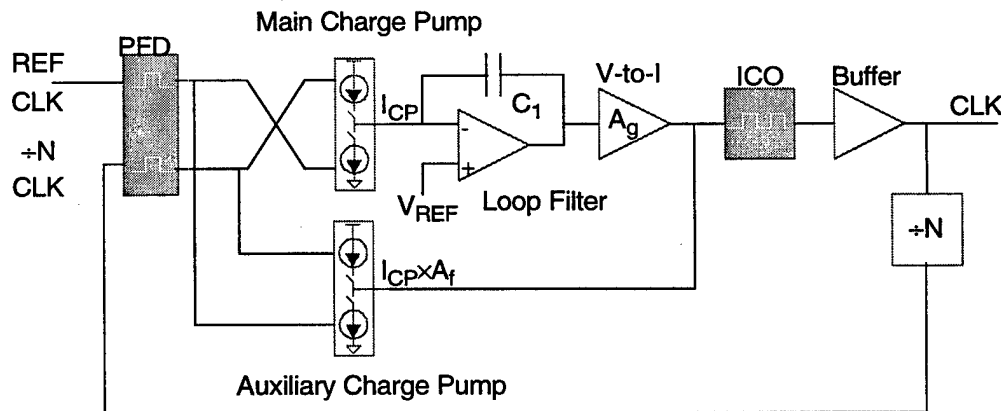 Main Charge Pump
PFD
REF
CLK
÷N
CLK
I_CP
C_1
-
+
V_REF
Loop Filter
V-to-I
A_g
ICO
Buffer
CLK
÷N
I_CP×A_f
Auxiliary Charge Pump